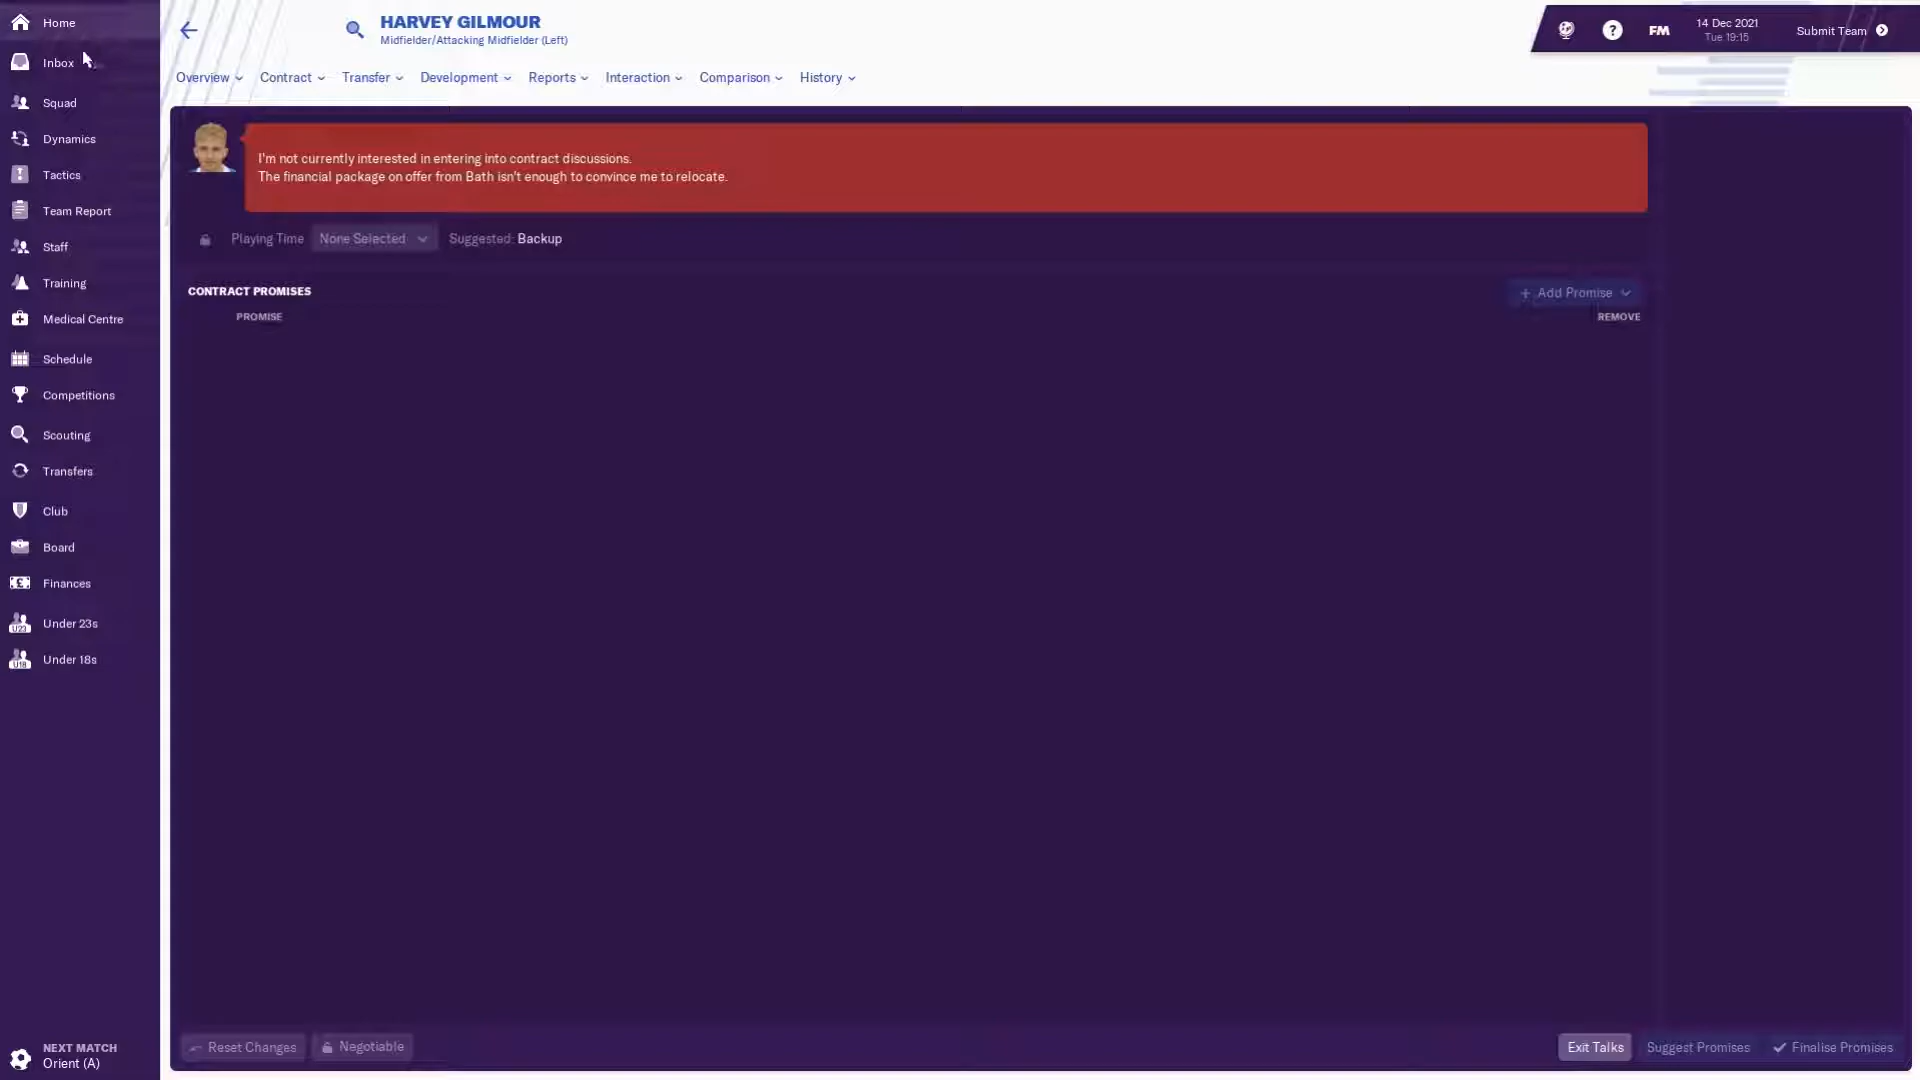 Home
Inbox
Squad
Dynamics
Tactics
Team Report
Staff
Training
Medical Centre
Schedule
Competitions
Scouting
Transfers
Club
Board
Finances
U23
Under 23s
U18
Under 18s
NEXT MATCH
Orient (A)
HARVEY GILMOUR
Midfielder/Attacking Midfielder (Left)
? FM
14 Dec 2021
Tue 19:15
Submit Team
Overview Contract Transfer Development Reports Interaction Comparison History
I'm not currently interested in entering into contract discussions.
The financial package on offer from Bath isn't enough to convince me to relocate.
Playing Time None Selected Suggested: Backup
CONTRACT PROMISES
+ Add Promise
PROMISE
REMOVE
Reset Changes Negotiable
Exit Talks Suggest Promises Finalise Promises